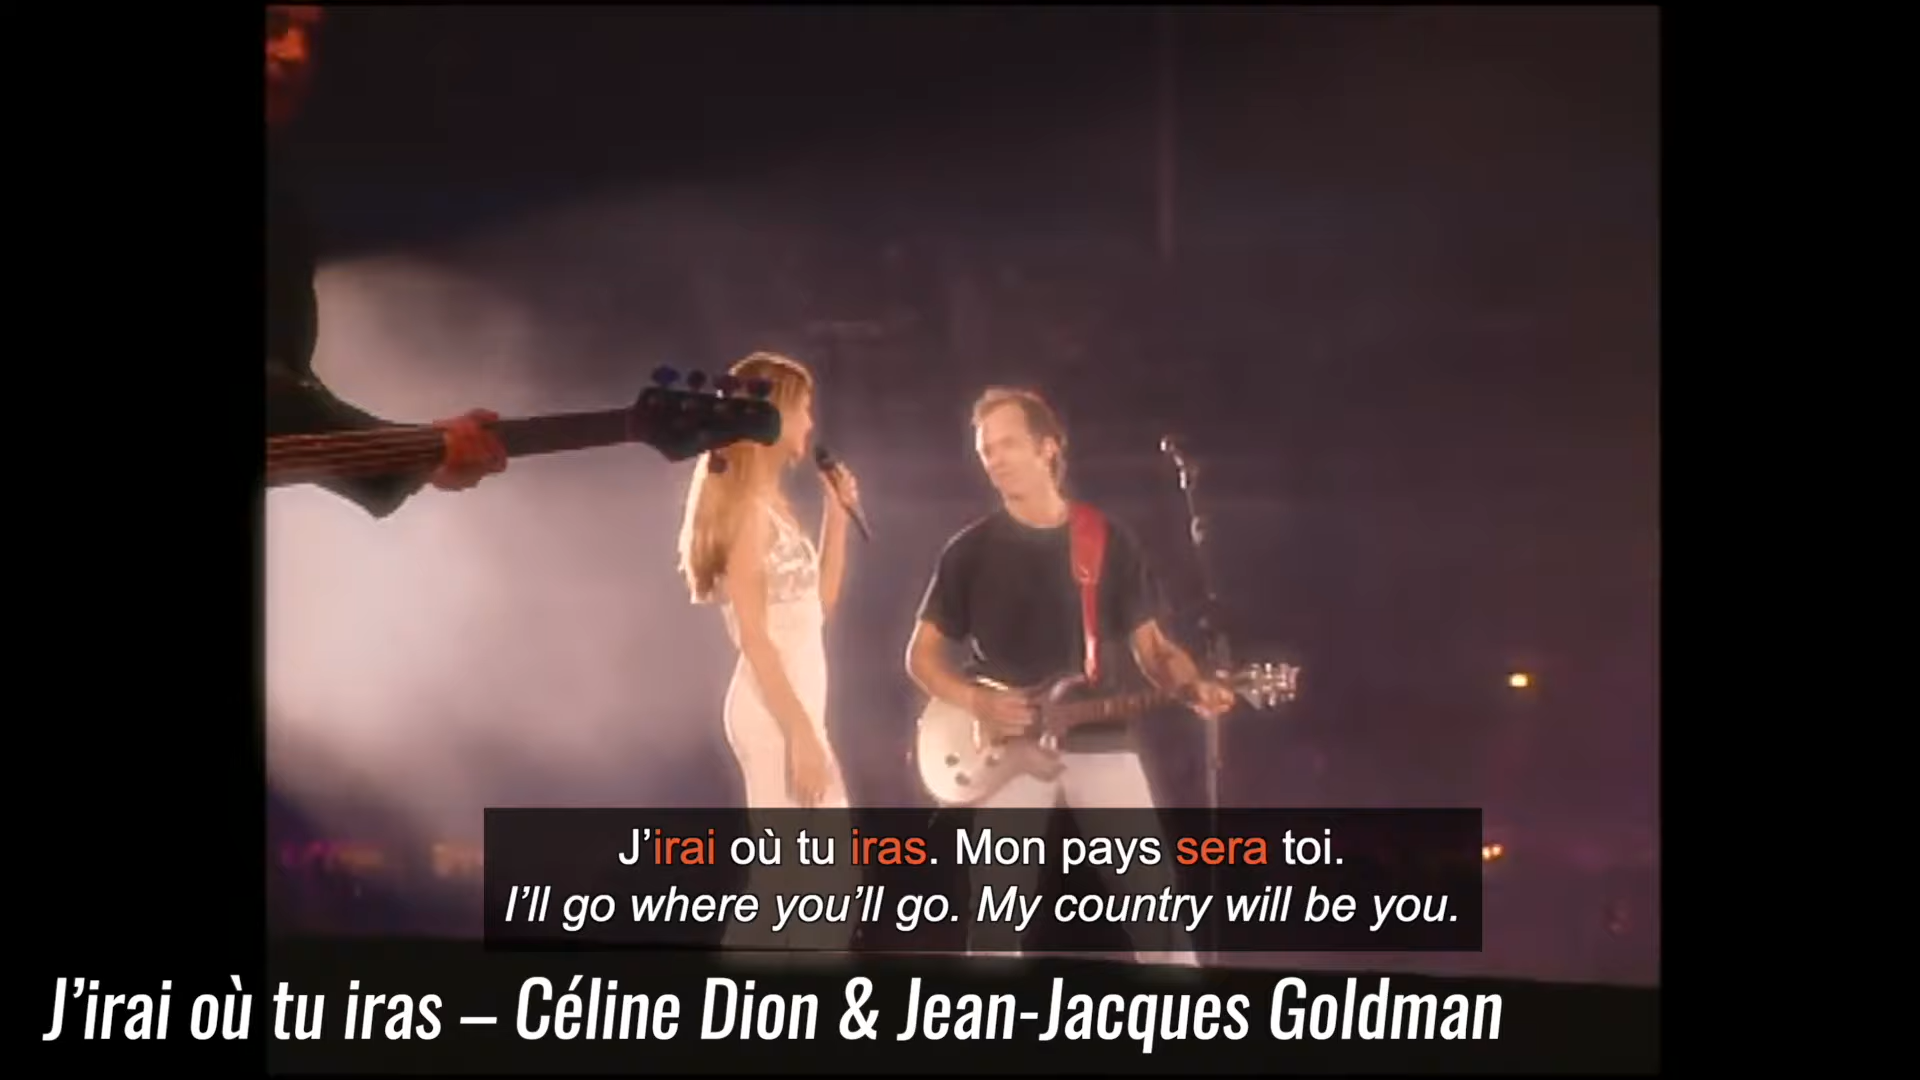 J’irai où tu iras. Mon pays sera toi.
I’ll go where you’ll go. My country will be you.
J’irai où tu iras – Céline Dion & Jean-Jacques Goldman